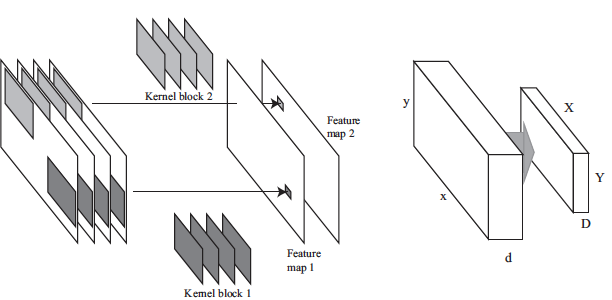 Kernel block 2
Feature
map 2
Feature
map 1
Kernel block 1
y
x
d
X
Y
D